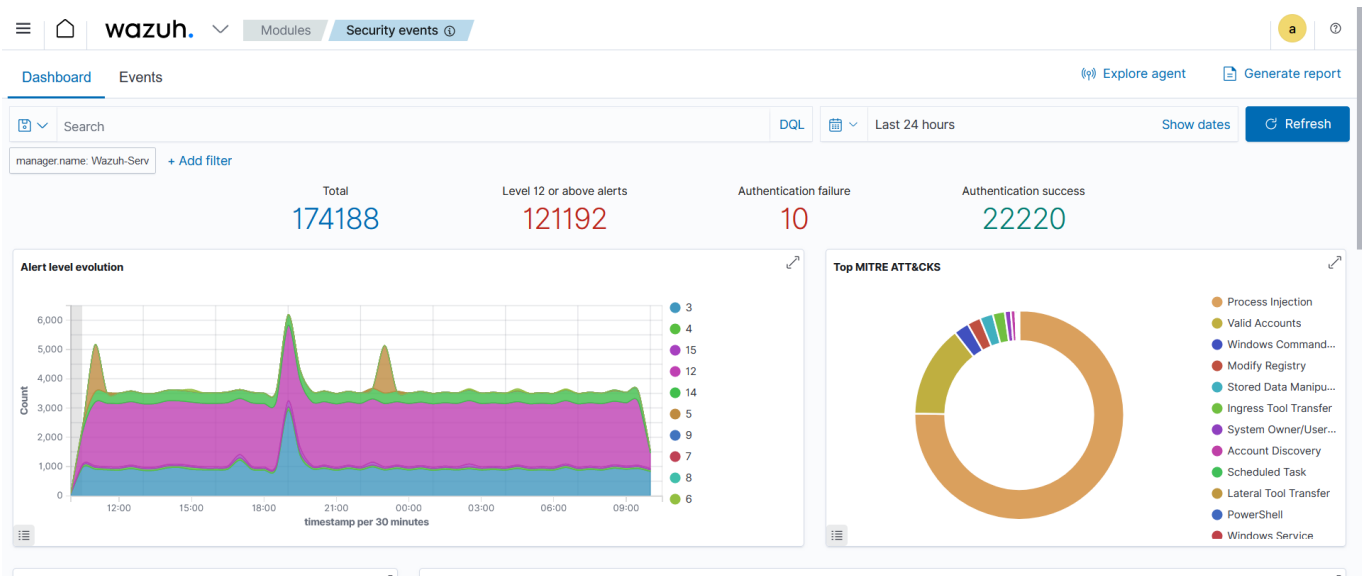 wazuh. Modules Security events a
Dashboard Events Explore agent Generate report
Search DQL Last 24 hours Show dates Refresh
manager.name: Wazuh-Serv + Add filter
Total Level 12 or above alerts Authentication failure Authentication success
174188 121192 10 22220
Alert level evolution
Count
6,000
5,000
4,000
3,000
2,000
1,000
0
12:00 15:00 18:00 21:00 00:00 03:00 06:00 09:00
timestamp per 30 minutes
3
4
15
12
14
5
9
7
8
6
Top MITRE ATT&CKS
Process Injection
Valid Accounts
Windows Command...
Modify Registry
Stored Data Manipu...
Ingress Tool Transfer
System Owner/User...
Account Discovery
Scheduled Task
Lateral Tool Transfer
PowerShell
Windows Service